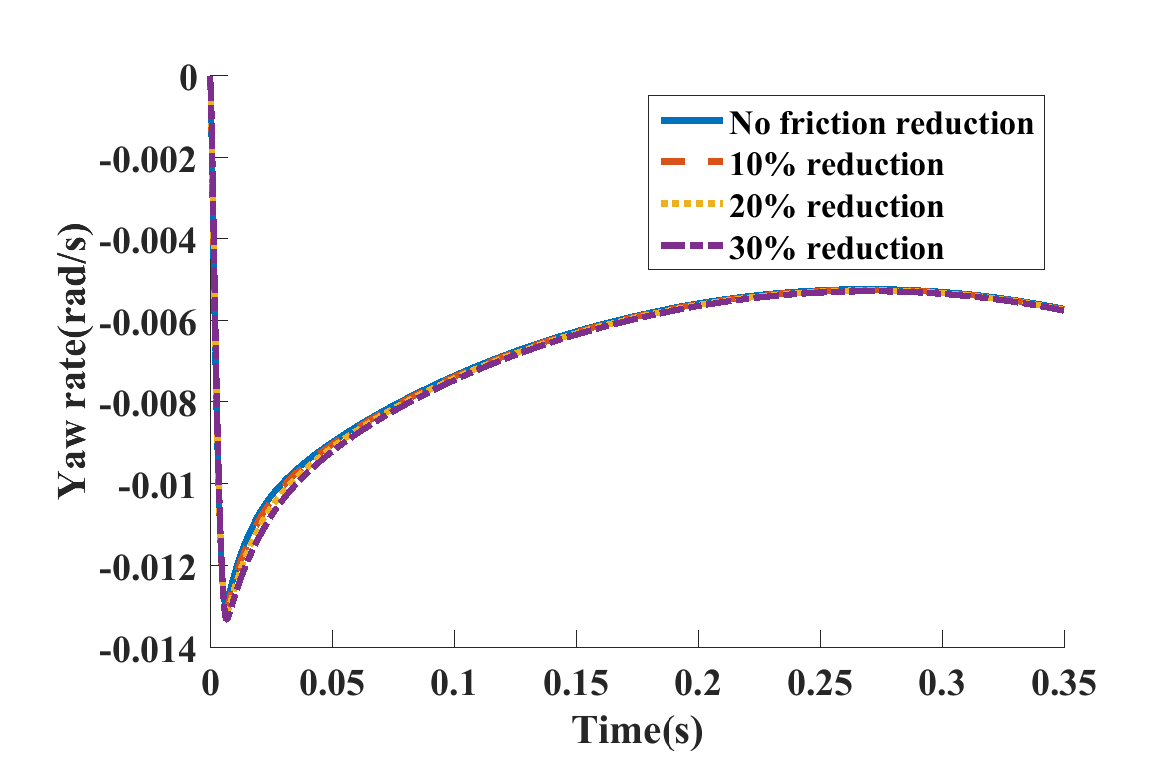 0
-0.002
-0.004
-0.006
-0.008
-0.01
-0.012
-0.014
Yaw rate(rad/s)
No friction reduction
10% reduction
20% reduction
30% reduction
0 0.05 0.1 0.15 0.2 0.25 0.3 0.35
Time(s)